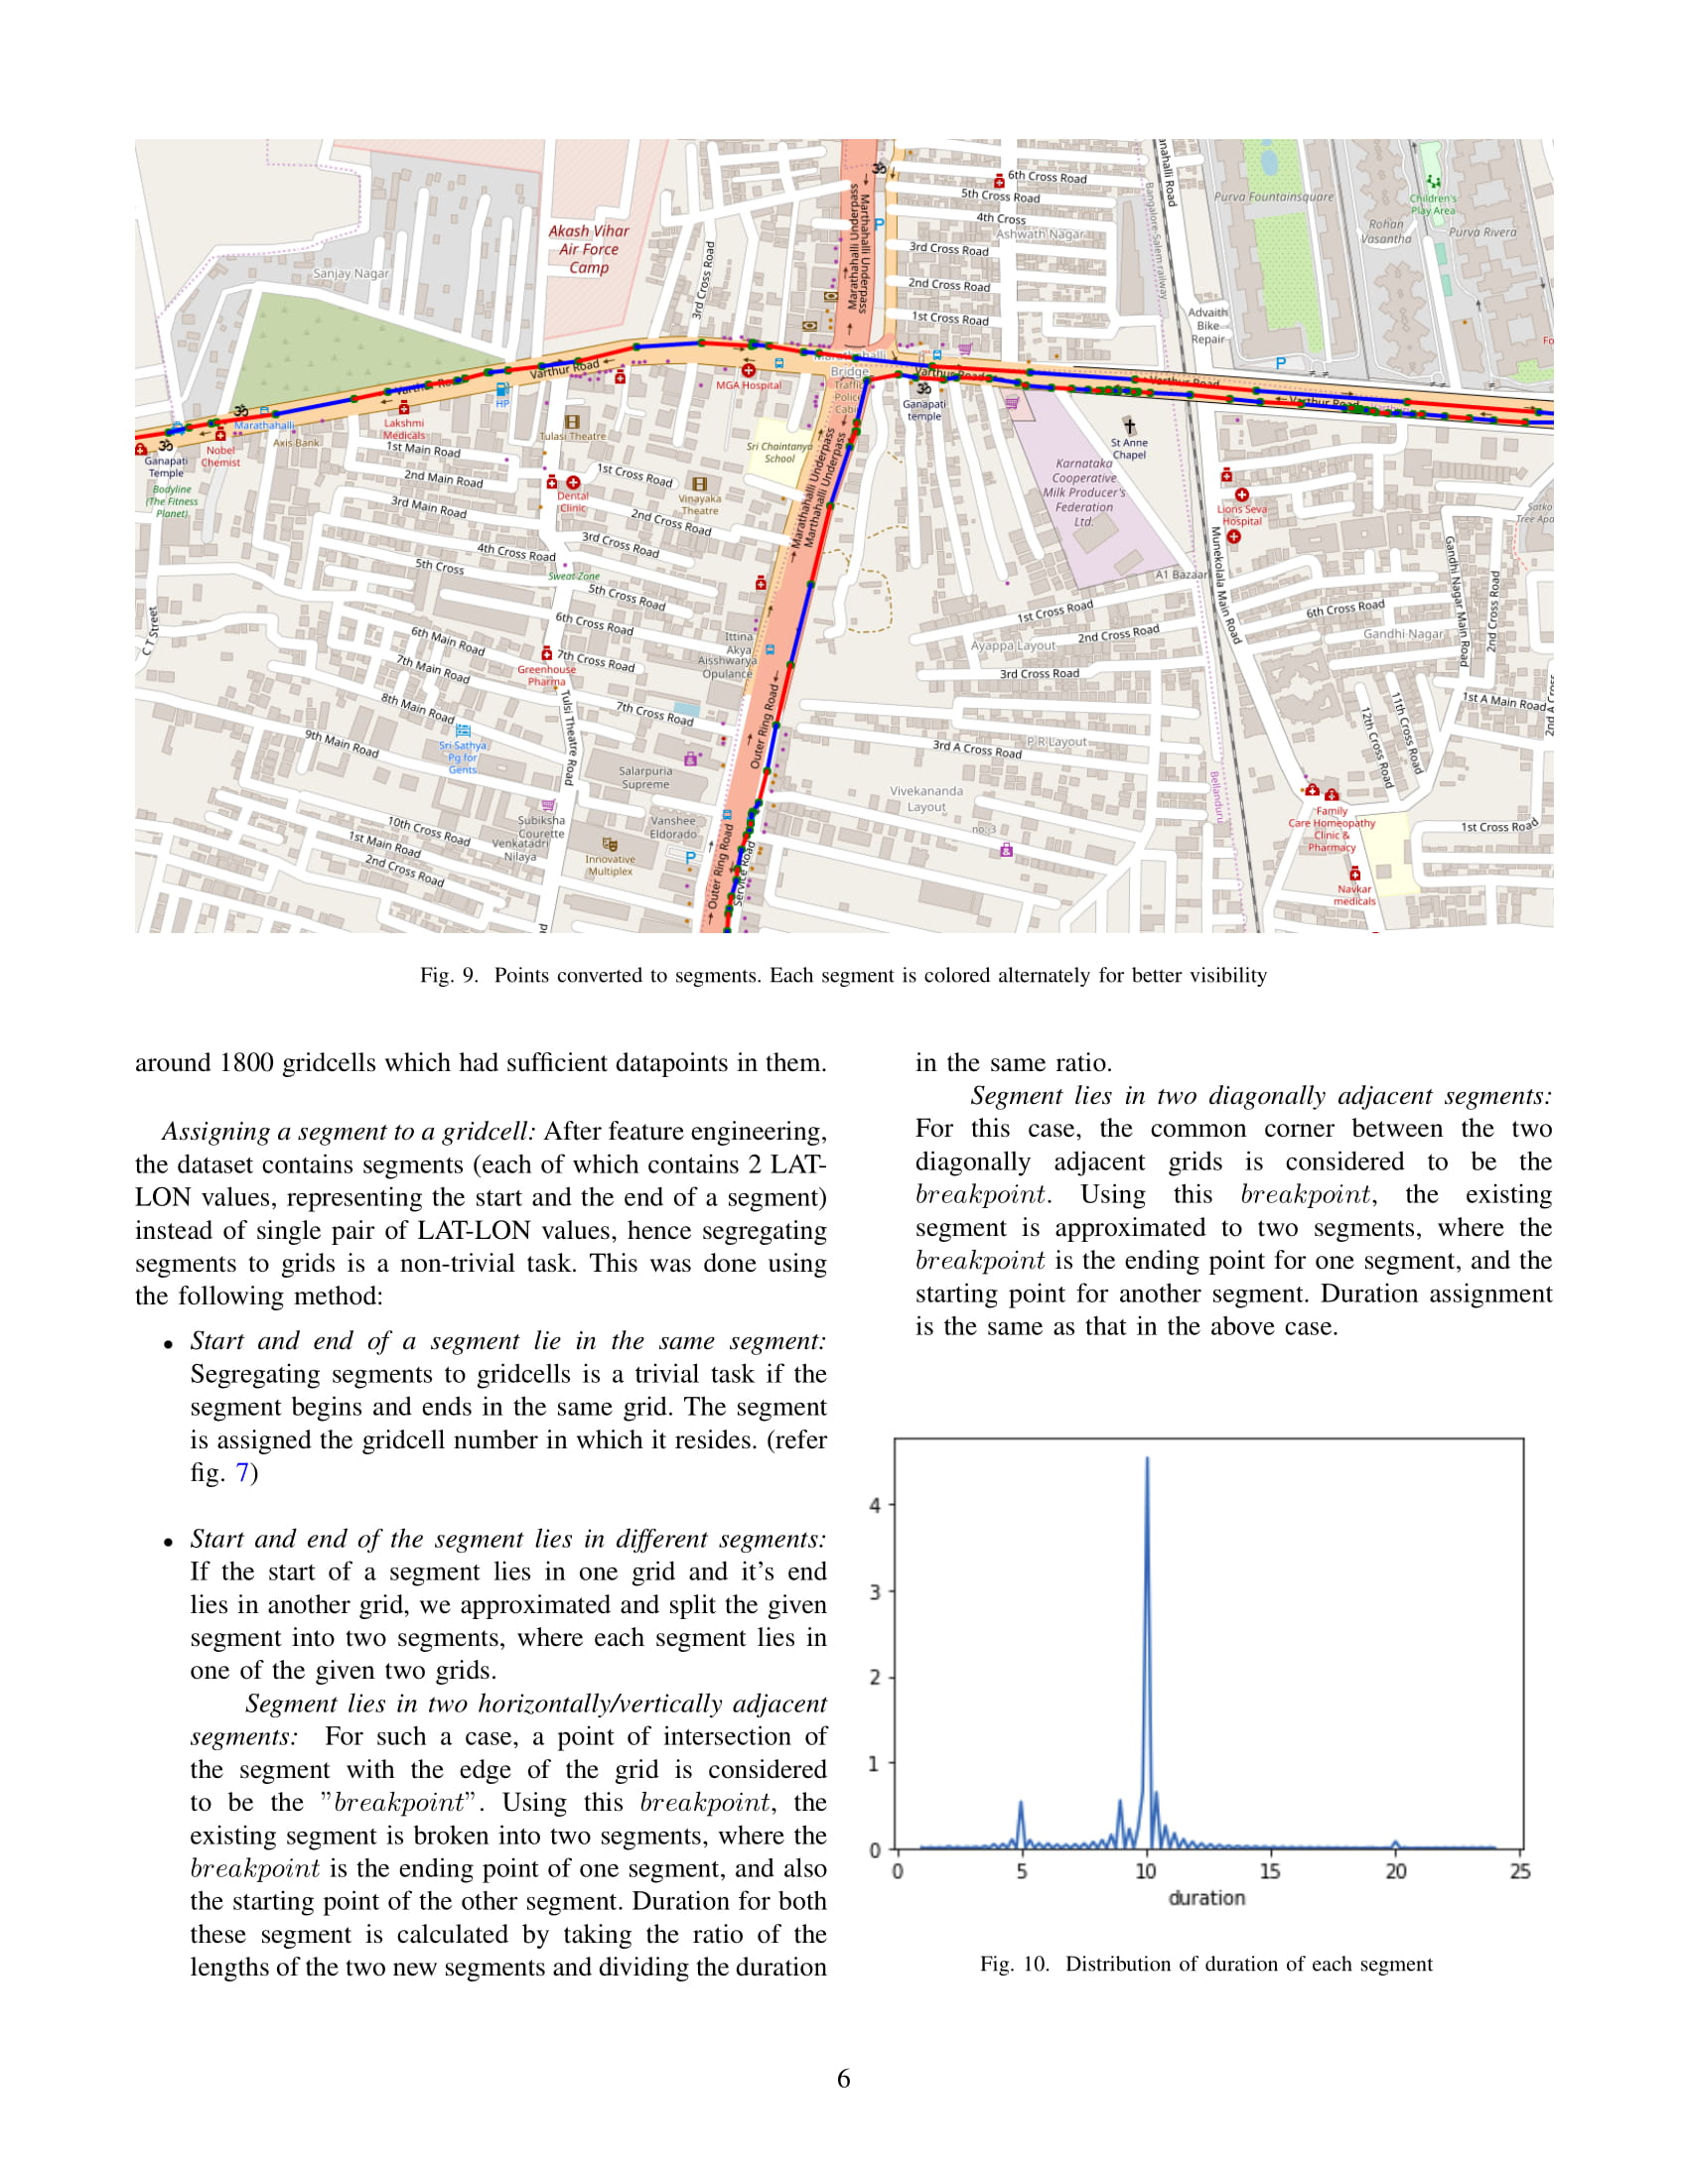 6th Cross Road
5th Cross Road
4th Cross
Ashwath Nagar
3rd Cross Road
2nd Cross Road
1st Cross Road
Marathahalli Underpass
Marthahalli Underpass
Bangalore Salem railway
Purva Fountainsquare
Children's
Play Area
Rohan
Vasantha
Purva Rivera
Akash Vihar
Air Force
Camp
Sanjay Nagar
3rd Cross Road
Advaith
Bike
Repair
P
P
Varthur Road
MGA Hospital
Bridge
Traffic
Police
Varthur Road
Varthur Road
Varthur Road
HP
Ganapati
temple
Marathahalli
Axis Bank
Lakshmi
Medicals
Tulasi Theatre
Sri Chaintanya
School
St Anne
Chapel
Ganapati
Temple
Nobel
Chemist
Bodyline
(The Fitness
Planet)
1st Main Road
2nd Main Road
3rd Main Road
1st Cross Road
Dental
Clinic
Vinayaka
Theatre
2nd Cross Road
3rd Cross Road
4th Cross Road
5th Cross
Sweat Zone
5th Cross Road
6th Cross Road
Marathahalli Underpass
Marthahalli Underpass
Karnataka
Cooperative
Milk Producer's
Federation
Ltd.
Lions Seva
Hospital
A1 Bazaar
Munekolala Main Road
Gandhi Nagar Main Road
2nd Cross Road
6th Cross Road
Gandhi Nagar
C T Street
6th Main Road
7th Main Road
8th Main Road
9th Main Road
Greenhouse
Pharma
7th Cross Road
7th Cross Road
Tulsi Theatre Road
Ittina
Akya
Aisshwarya
Opulance
1st Cross Road
2nd Cross Road
Ayappa Layout
3rd Cross Road
3rd A Cross Road
P R Layout
Outer Ring Road
Sri Sathya
Pg for
Gents
Salarpuria
Supreme
Vivekananda
Layout
no:-3
Bellanduru
11th Cross Road
12th Cross Road
1st A Main Road
Family
Care Homeopathy
Clinic &
Pharmacy
1st Cross Road
Navkar
medicals
10th Cross Road
1st Main Road
2nd Cross Road
Subiksha
Courette
Venkatadri
Nilaya
Vanshee
Eldorado
Innovative
Multiplex
P
Outer Ring Road
Service Road
Fig. 9. Points converted to segments. Each segment is colored alternately for better visibility
around 1800 gridcells which had sufficient datapoints in them.
Assigning a segment to a gridcell: After feature engineering,
the dataset contains segments (each of which contains 2 LAT-
LON values, representing the start and the end of a segment)
instead of single pair of LAT-LON values, hence segregating
segments to grids is a non-trivial task. This was done using
the following method:
• Start and end of a segment lie in the same segment:
Segregating segments to gridcells is a trivial task if the
segment begins and ends in the same grid. The segment
is assigned the gridcell number in which it resides. (refer
fig. 7)
• Start and end of the segment lies in different segments:
If the start of a segment lies in one grid and it's end
lies in another grid, we approximated and split the given
segment into two segments, where each segment lies in
one of the given two grids.
Segment lies in two horizontally/vertically adjacent
segments: For such a case, a point of intersection of
the segment with the edge of the grid is considered
to be the ”breakpoint”. Using this breakpoint, the
existing segment is broken into two segments, where the
breakpoint is the ending point of one segment, and also
the starting point of the other segment. Duration for both
these segment is calculated by taking the ratio of the
lengths of the two new segments and dividing the duration
in the same ratio.
Segment lies in two diagonally adjacent segments:
For this case, the common corner between the two
diagonally adjacent grids is considered to be the
breakpoint. Using this breakpoint, the existing
segment is approximated to two segments, where the
breakpoint is the ending point for one segment, and the
starting point for another segment. Duration assignment
is the same as that in the above case.
4
3
2
1
0
0 5 10 15 20 25
duration
Fig. 10. Distribution of duration of each segment
6